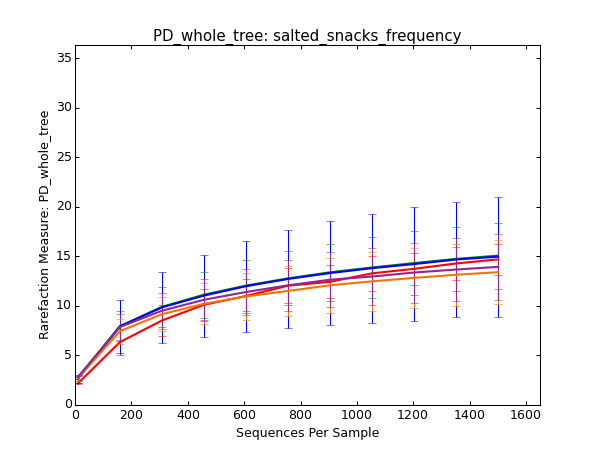 PD_whole_tree: salted_snacks_frequency
Rarefaction Measure: PD_whole_tree
35
30
25
20
15
10
5
0
0 200 400 600 800 1000 1200 1400 1600
Sequences Per Sample